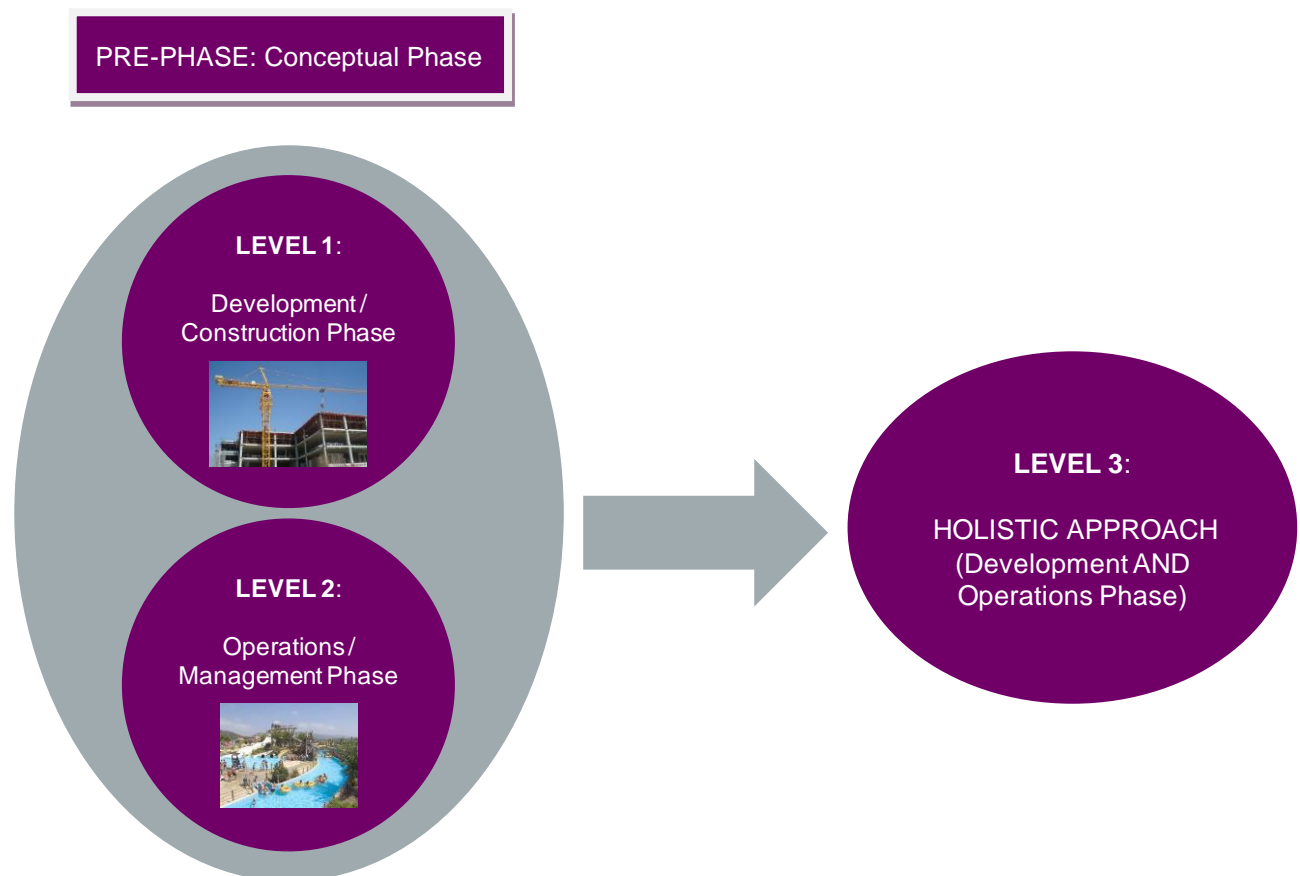 PRE-PHASE: Conceptual Phase
LEVEL 1:
Development /
Construction Phase
LEVEL 2:
Operations /
Management Phase
LEVEL 3:
HOLISTIC APPROACH
(Development AND
Operations Phase)